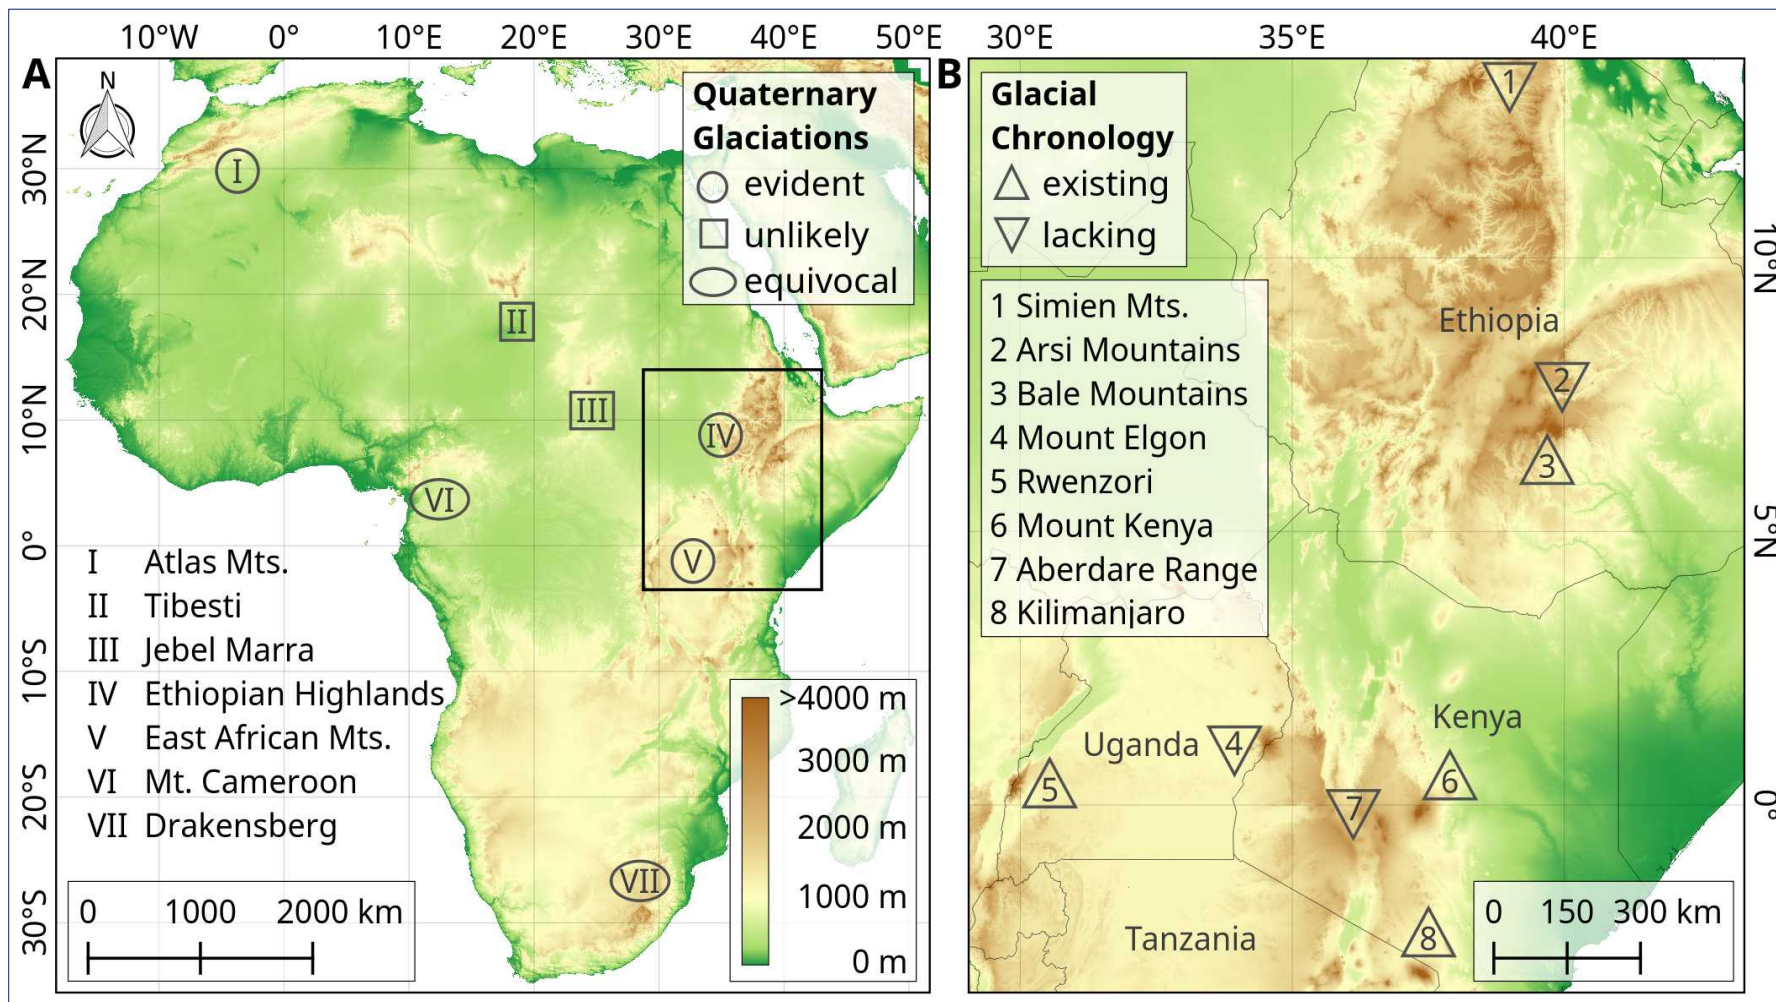 10°W 0° 10°E 20°E 30°E 40°E 50°E
A
N
30°N
20°N
10°N
0°
10°S
20°S
30°S
Quaternary
Glaciations
evident
unlikely
equivocal
I
II
III
IV
V
VI
VII
I Atlas Mts.
II Tibesti
III Jebel Marra
IV Ethiopian Highlands
V East African Mts.
VI Mt. Cameroon
VII Drakensberg
0 1000 2000 km
>4000 m
3000 m
2000 m
1000 m
0 m
30°E 35°E 40°E
B
10°N
5°N
0°
Glacial
Chronology
existing
lacking
1 Simien Mts.
2 Arsi Mountains
3 Bale Mountains
4 Mount Elgon
5 Rwenzori
6 Mount Kenya
7 Aberdare Range
8 Kilimanjaro
1
Ethiopia
2
3
Kenya
Uganda
4
5
6
7
Tanzania
8
0 150 300 km